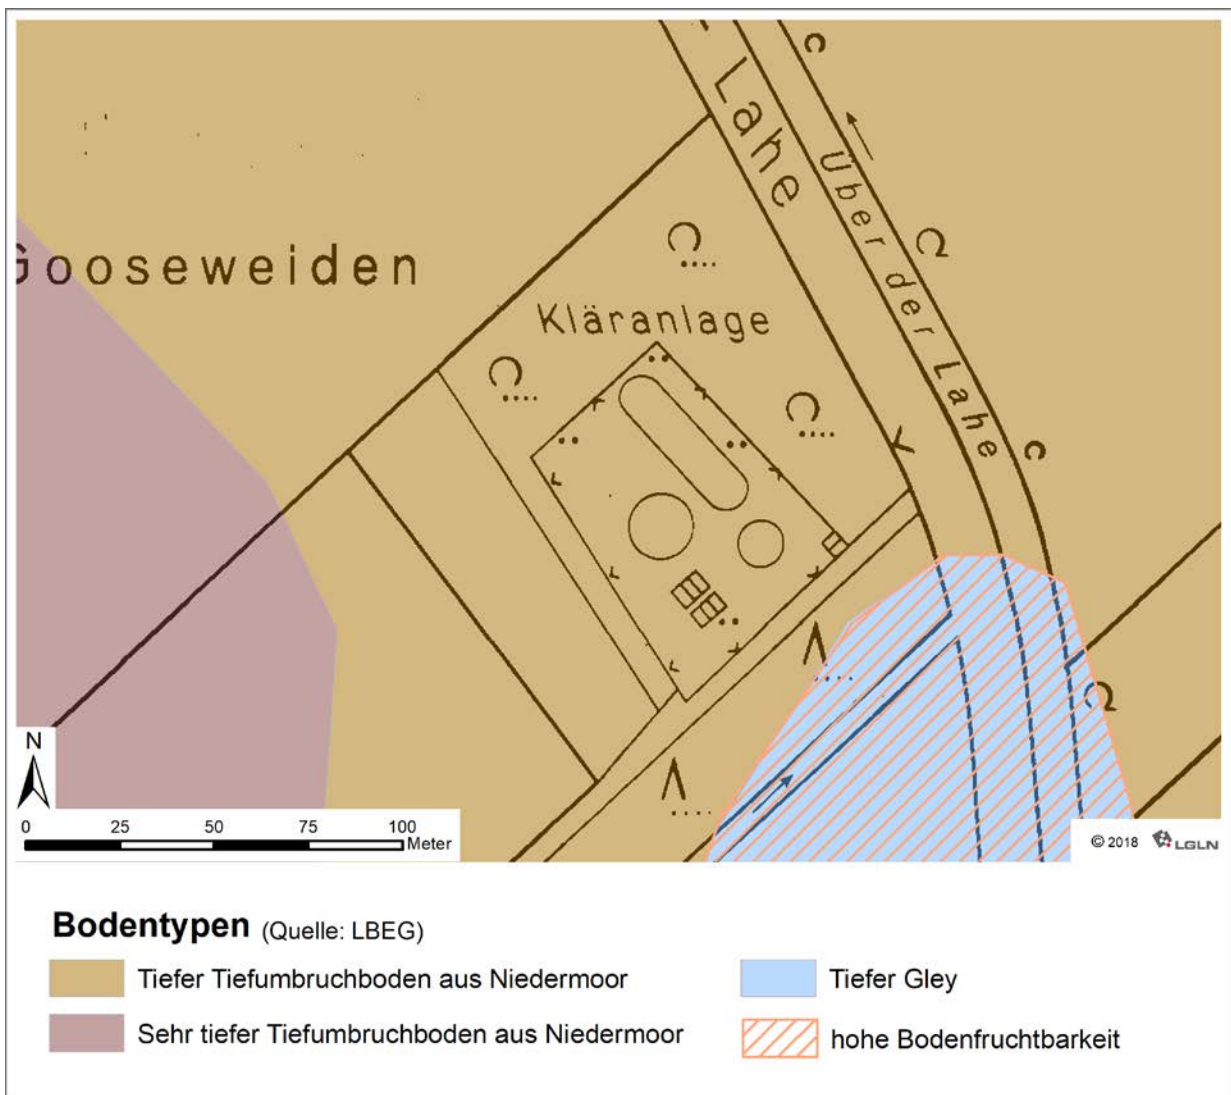 Lahe
Über der Lahe
Gooseweiden
Kläranlage
N
0 25 50 75 100
Meter
© 2018 LGLN
Bodentypen (Quelle: LBEG)
Tiefer Tiefumbruchboden aus Niedermoor
Tiefer Gley
Sehr tiefer Tiefumbruchboden aus Niedermoor
hohe Bodenfruchtbarkeit